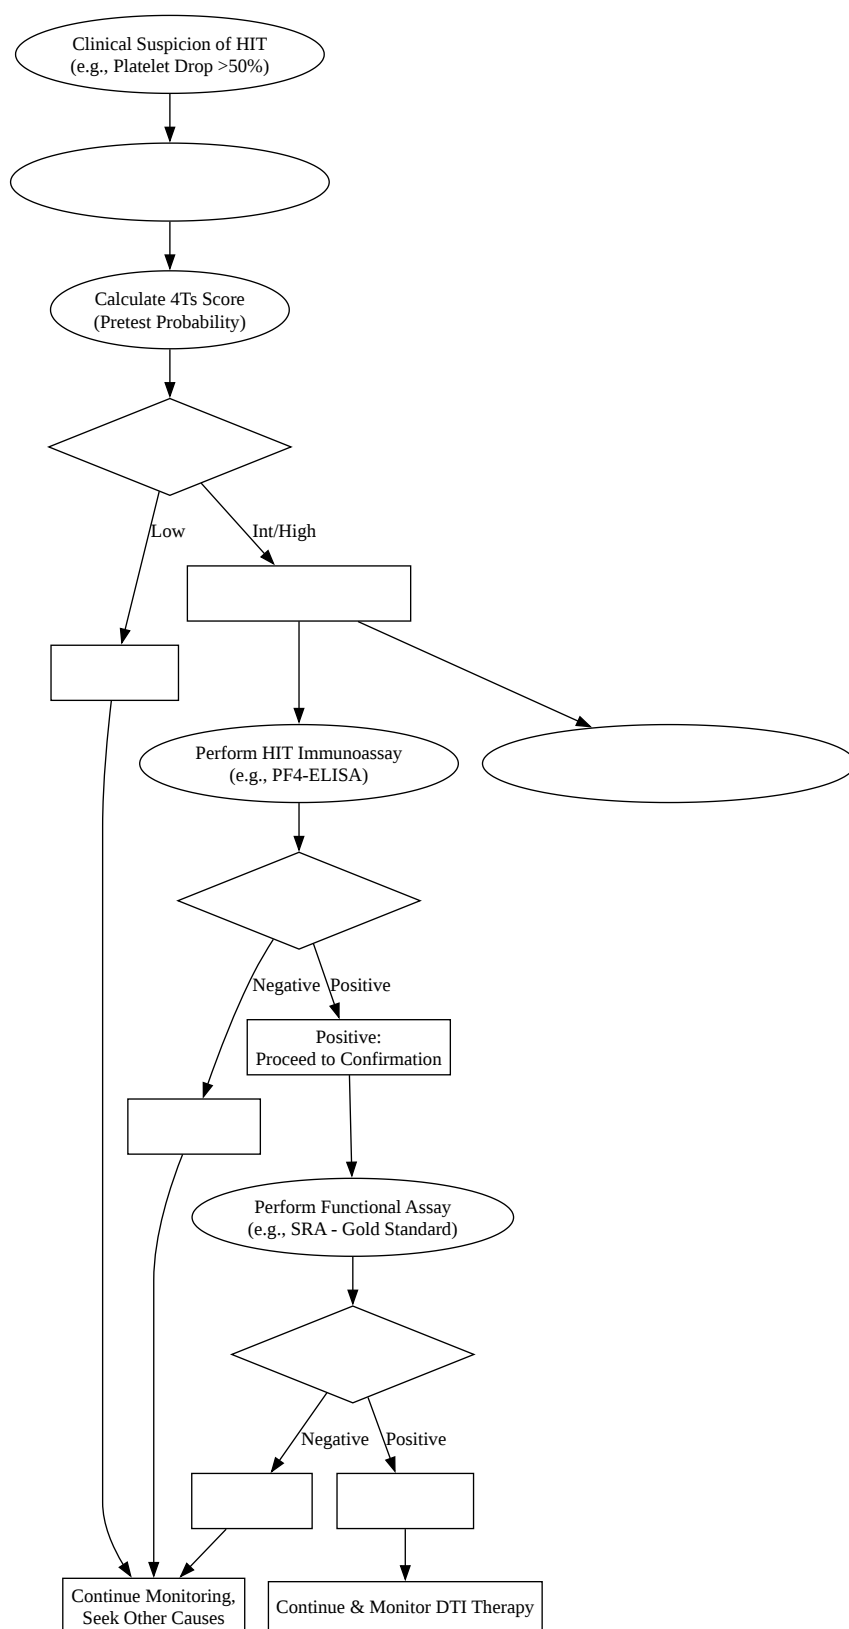 Clinical Suspicion of HIT
(e.g., Platelet Drop >50%)
Calculate 4Ts Score
(Pretest Probability)
Low
Int/High
Perform HIT Immunoassay
(e.g., PF4-ELISA)
Negative
Positive
Positive:
Proceed to Confirmation
Perform Functional Assay
(e.g., SRA - Gold Standard)
Negative
Positive
Continue Monitoring,
Seek Other Causes
Continue & Monitor DTI Therapy